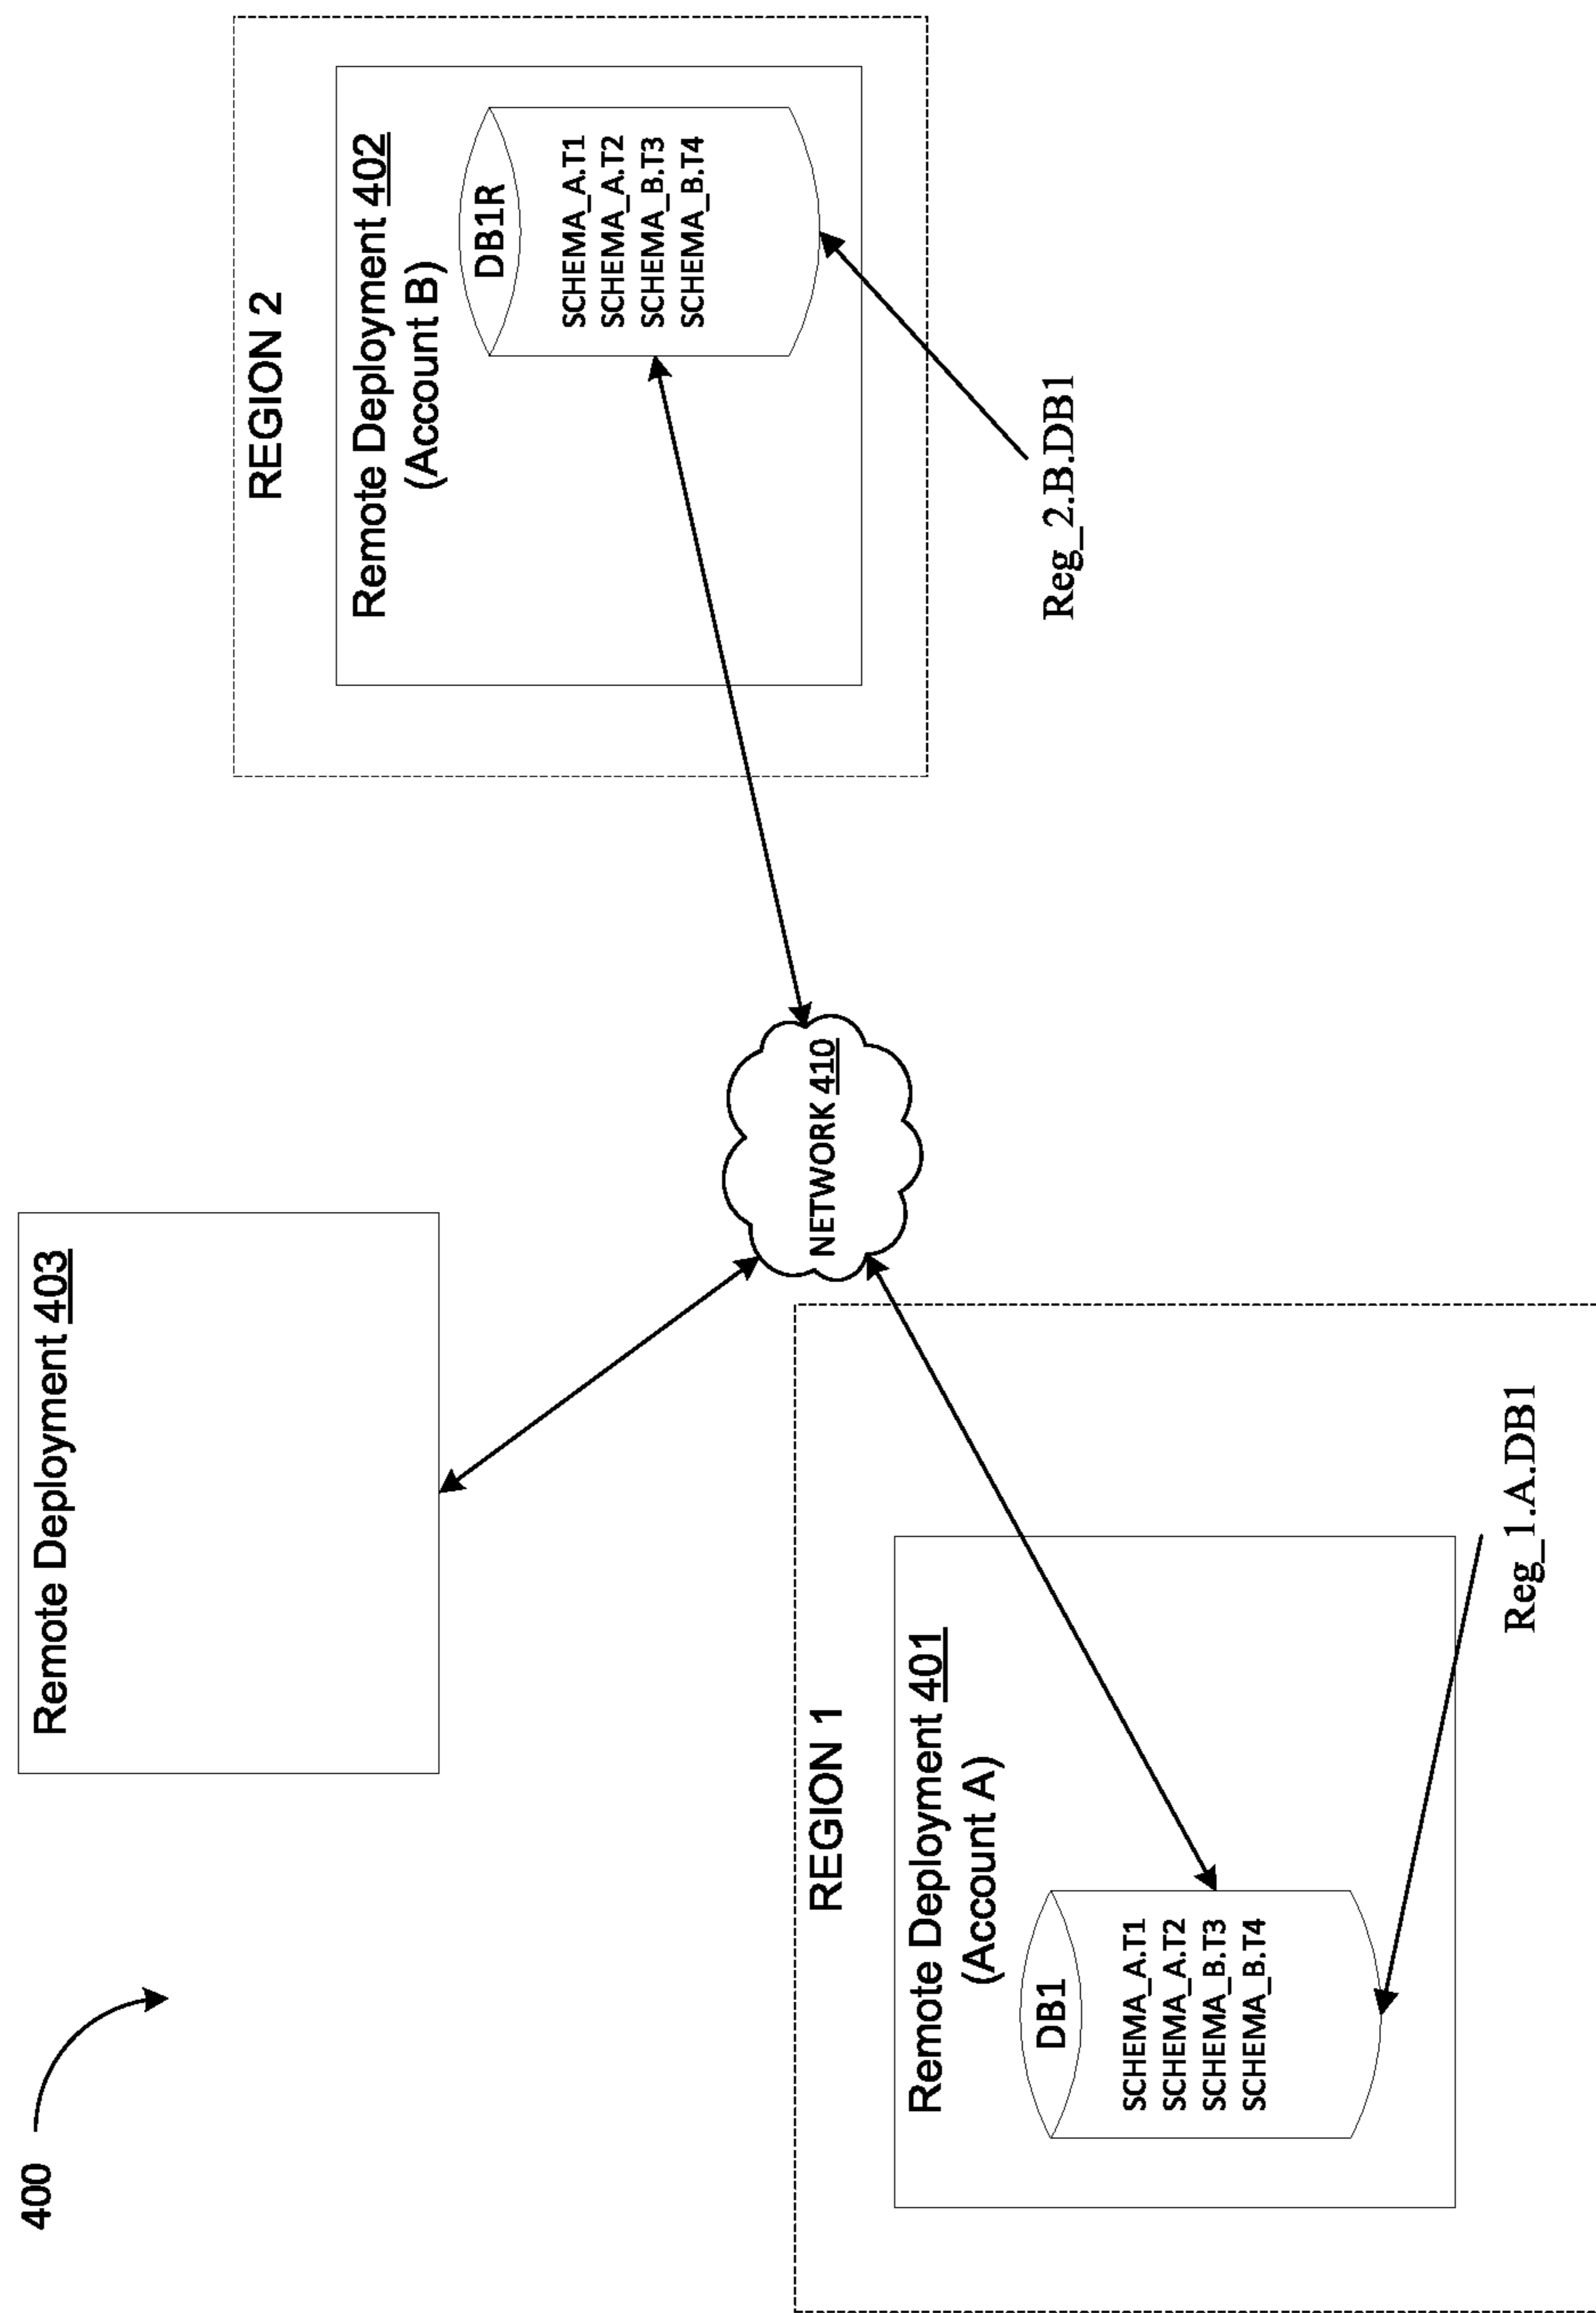 400
Remote Deployment 403
REGION 2
Remote Deployment 402
(Account B)
DB1R
SCHEMA_A.T1
SCHEMA_A.T2
SCHEMA_B.T3
SCHEMA_B.T4
Reg_2.B.DB1
NETWORK 410
REGION 1
Remote Deployment 401
(Account A)
DB1
SCHEMA_A.T1
SCHEMA_A.T2
SCHEMA_B.T3
SCHEMA_B.T4
Reg_1.A.DB1